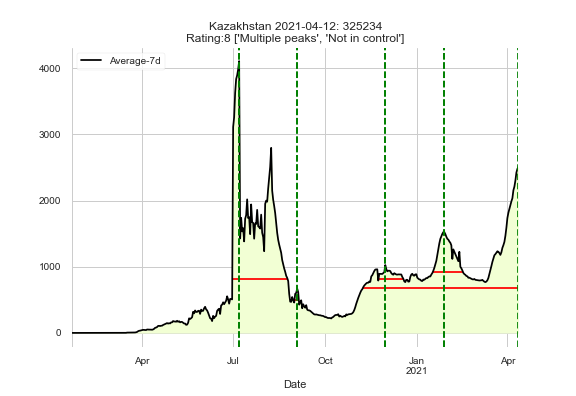 Kazakhstan 2021-04-12: 325234
Rating:8 ['Multiple peaks', 'Not in control']
Average-7d
4000
3000
2000
1000
0
Apr
Jul
Oct
Jan
2021
Apr
Date